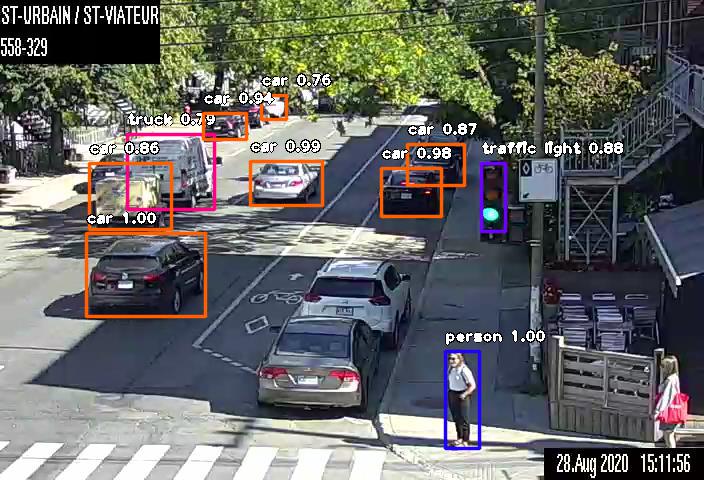 ST-URBAIN / ST-VIATEUR
558-329
car 0.76
car 0.94
truck 0.79
car 0.86
car 0.99
car 0.87
car 0.98
traffic light 0.88
car 1.00
person 1.00
28.Aug 2020 15:11:56